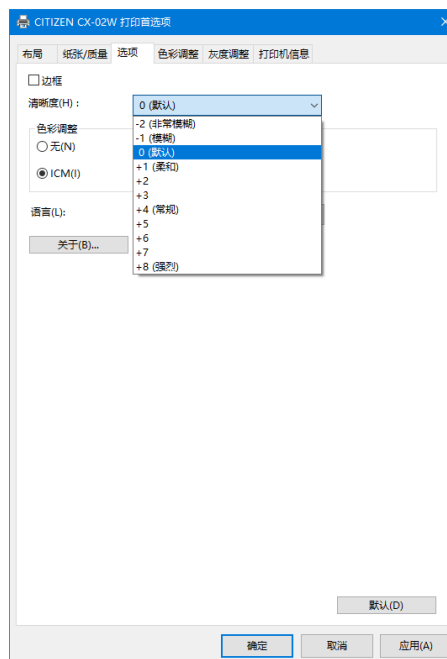 CITIZEN CX-02W 打印首选项
布局 纸张/质量 选项 色彩调整 灰度调整 打印机信息
边框
清晰度(H)： 0 (默认)
-2 (非常模糊)
-1 (模糊)
0 (默认)
+1 (柔和)
+2
+3
+4 (常规)
+5
+6
+7
+8 (强烈)
色彩调整
无(N)
ICM(I)
语言(L):
关于(B)...
默认(D)
确定 取消 应用(A)